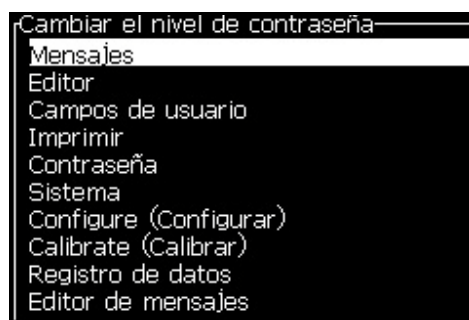 Cambiar el nivel de contraseña
Mensajes
Editor
Campos de usuario
Imprimir
Contraseña
Sistema
Configure (Configurar)
Calibrate (Calibrar)
Registro de datos
Editor de mensajes